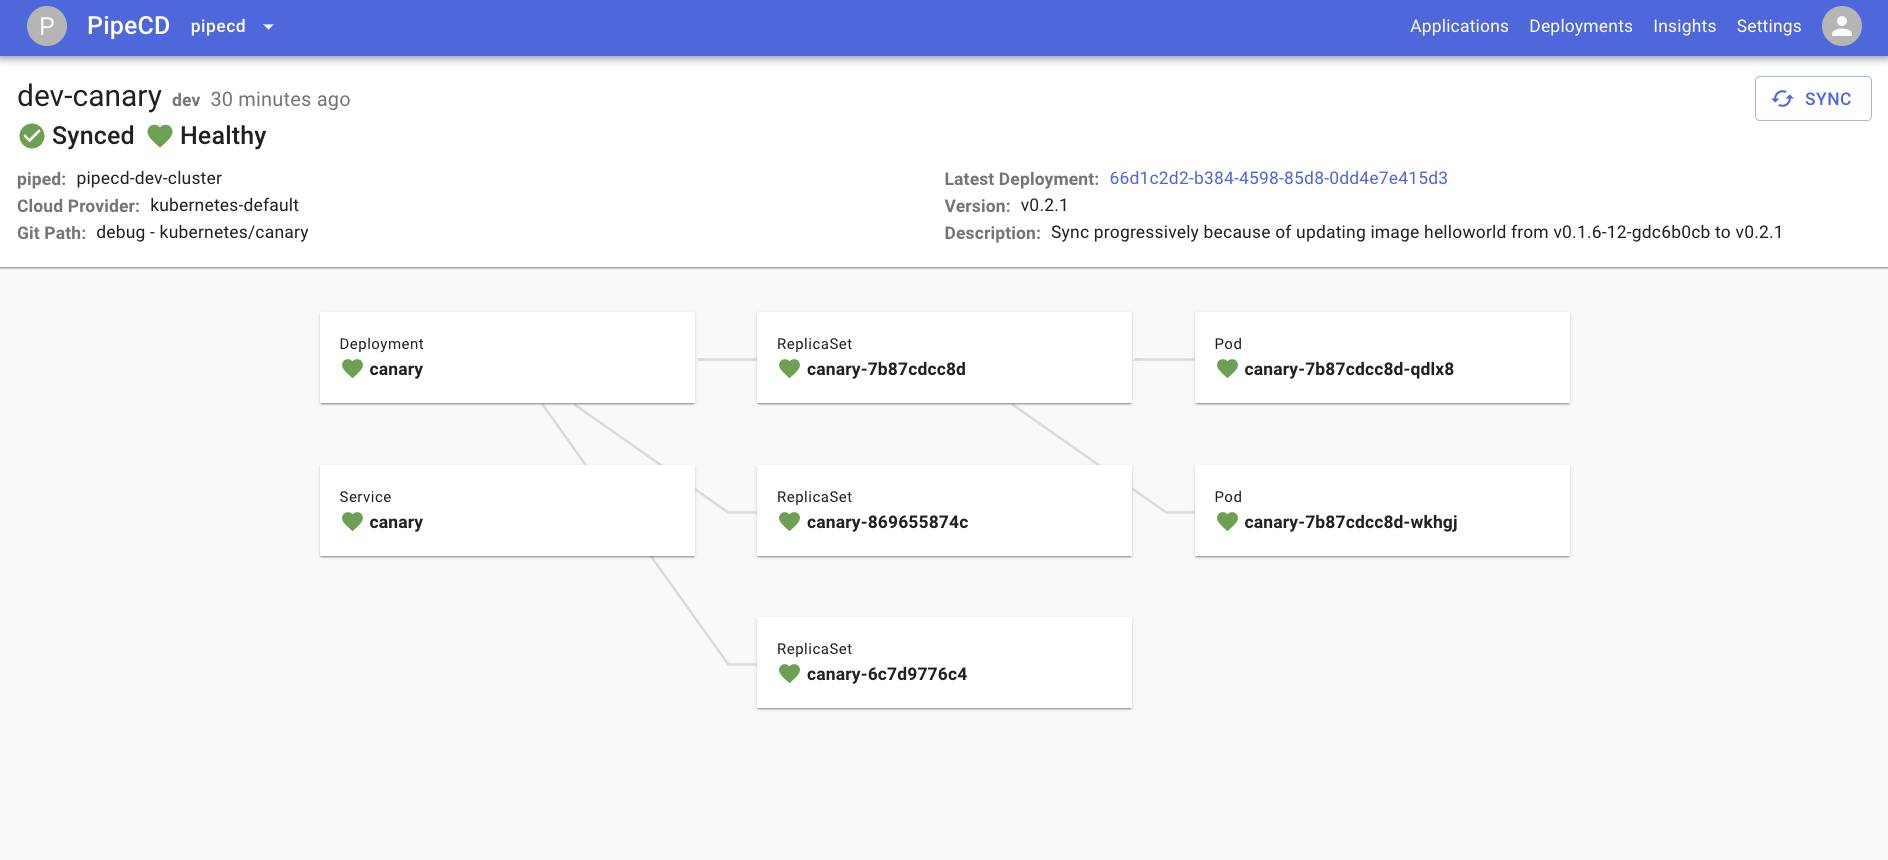 P PipeCD pipecd Applications Deployments Insights Settings
dev-canary dev 30 minutes ago
SYNC
Synced Healthy
piped: pipecd-dev-cluster
Cloud Provider: kubernetes-default
Git Path: debug - kubernetes/canary
Latest Deployment: 66d1c2d2-b384-4598-85d8-0dd4e7e415d3
Version: v0.2.1
Description: Sync progressively because of updating image helloworld from v0.1.6-12-gdc6b0cb to v0.2.1
Deployment
canary
ReplicaSet
canary-7b87cdcc8d
Pod
canary-7b87cdcc8d-qdlx8
Service
canary
ReplicaSet
canary-869655874c
Pod
canary-7b87cdcc8d-wkhgj
ReplicaSet
canary-6c7d9776c4